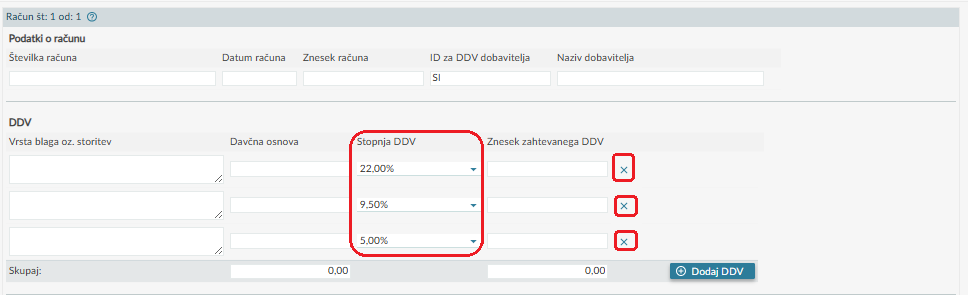 Račun št: 1 od: 1
Podatki o računu
Številka računa Datum računa Znesek računa ID za DDV dobavitelja Naziv dobavitelja
SI
DDV
Vrsta blaga oz. storitev Davčna osnova Stopnja DDV Znesek zahtevanega DDV
22,00%
9,50%
5,00%
Skupaj: 0,00 0,00 Dodaj DDV